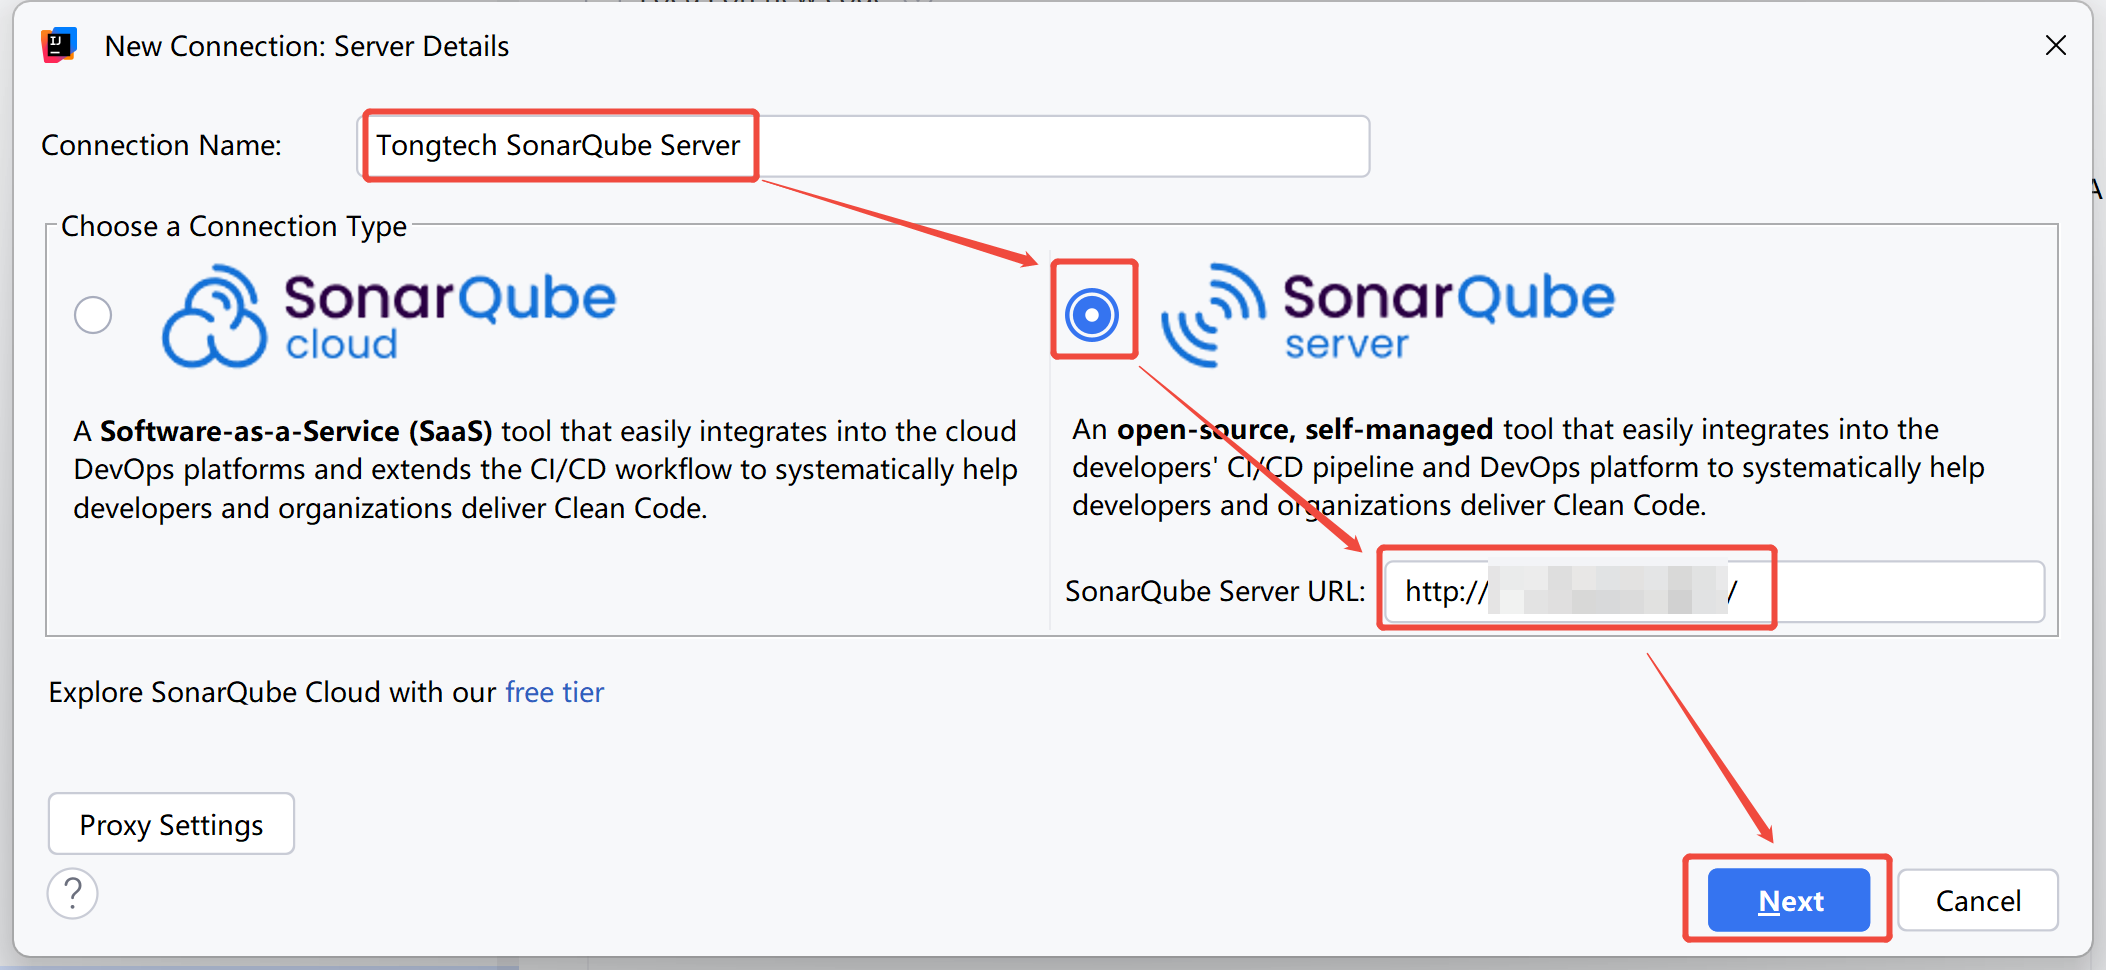 New Connection: Server Details
Connection Name:
Tongtech SonarQube Server
Choose a Connection Type
SonarQube
cloud
A Software-as-a-Service (SaaS) tool that easily integrates into the cloud
DevOps platforms and extends the CI/CD workflow to systematically help
developers and organizations deliver Clean Code.
SonarQube
server
An open-source, self-managed tool that easily integrates into the
developers' CI/CD pipeline and DevOps platform to systematically help
developers and organizations deliver Clean Code.
SonarQube Server URL:
http:// /
Explore SonarQube Cloud with our free tier
Proxy Settings
?
Next
Cancel